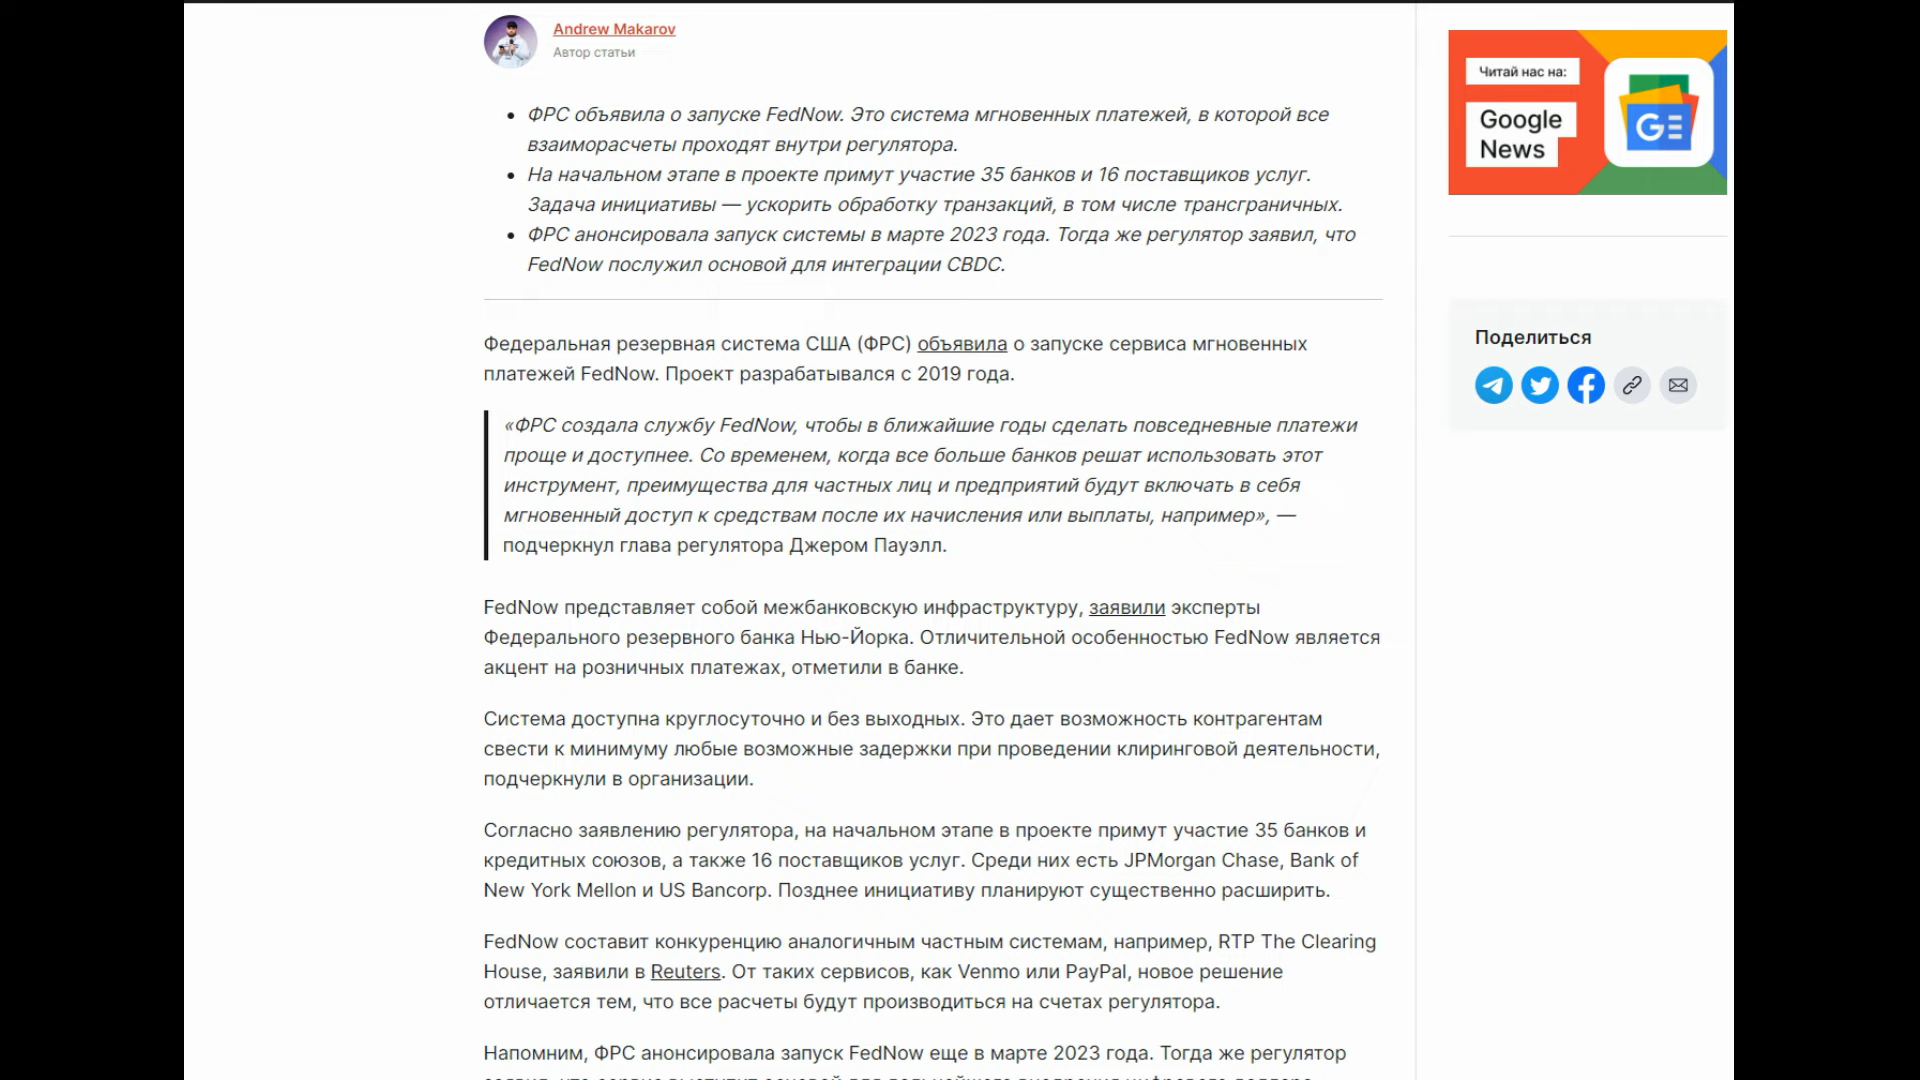 Andrew Makarov
Автор статьи
ФРС объявила о запуске FedNow. Это система мгновенных платежей, в которой все
взаиморасчеты проходят внутри регулятора.
На начальном этапе в проекте примут участие 35 банков и 16 поставщиков услуг.
Задача инициативы — ускорить обработку транзакций, в том числе трансграничных.
ФРС анонсировала запуск системы в марте 2023 года. Тогда же регулятор заявил, что
FedNow послужил основой для интеграции CBDC.
Федеральная резервная система США (ФРС) объявила о запуске сервиса мгновенных
платежей FedNow. Проект разрабатывался с 2019 года.
«ФРС создала службу FedNow, чтобы в ближайшие годы сделать повседневные платежи
проще и доступнее. Со временем, когда все больше банков решат использовать этот
инструмент, преимущества для частных лиц и предприятий будут включать в себя
мгновенный доступ к средствам после их начисления или выплаты, например», —
подчеркнул глава регулятора Джером Пауэлл.
FedNow представляет собой межбанковскую инфраструктуру, заявили эксперты
Федерального резервного банка Нью-Йорка. Отличительной особенностью FedNow является
акцент на розничных платежах, отметили в банке.
Система доступна круглосуточно и без выходных. Это дает возможность контрагентам
свести к минимуму любые возможные задержки при проведении клиринговой деятельности,
подчеркнули в организации.
Согласно заявлению регулятора, на начальном этапе в проекте примут участие 35 банков и
кредитных союзов, а также 16 поставщиков услуг. Среди них есть JPMorgan Chase, Bank of
New York Mellon и US Bancorp. Позднее инициативу планируют существенно расширить.
FedNow составит конкуренцию аналогичным частным системам, например, RTP The Clearing
House, заявили в Reuters. От таких сервисов, как Venmo или PayPal, новое решение
отличается тем, что все расчеты будут производиться на счетах регулятора.
Напомним, ФРС анонсировала запуск FedNow еще в марте 2023 года. Тогда же регулятор
Читай нас на:
Google
News
Поделиться